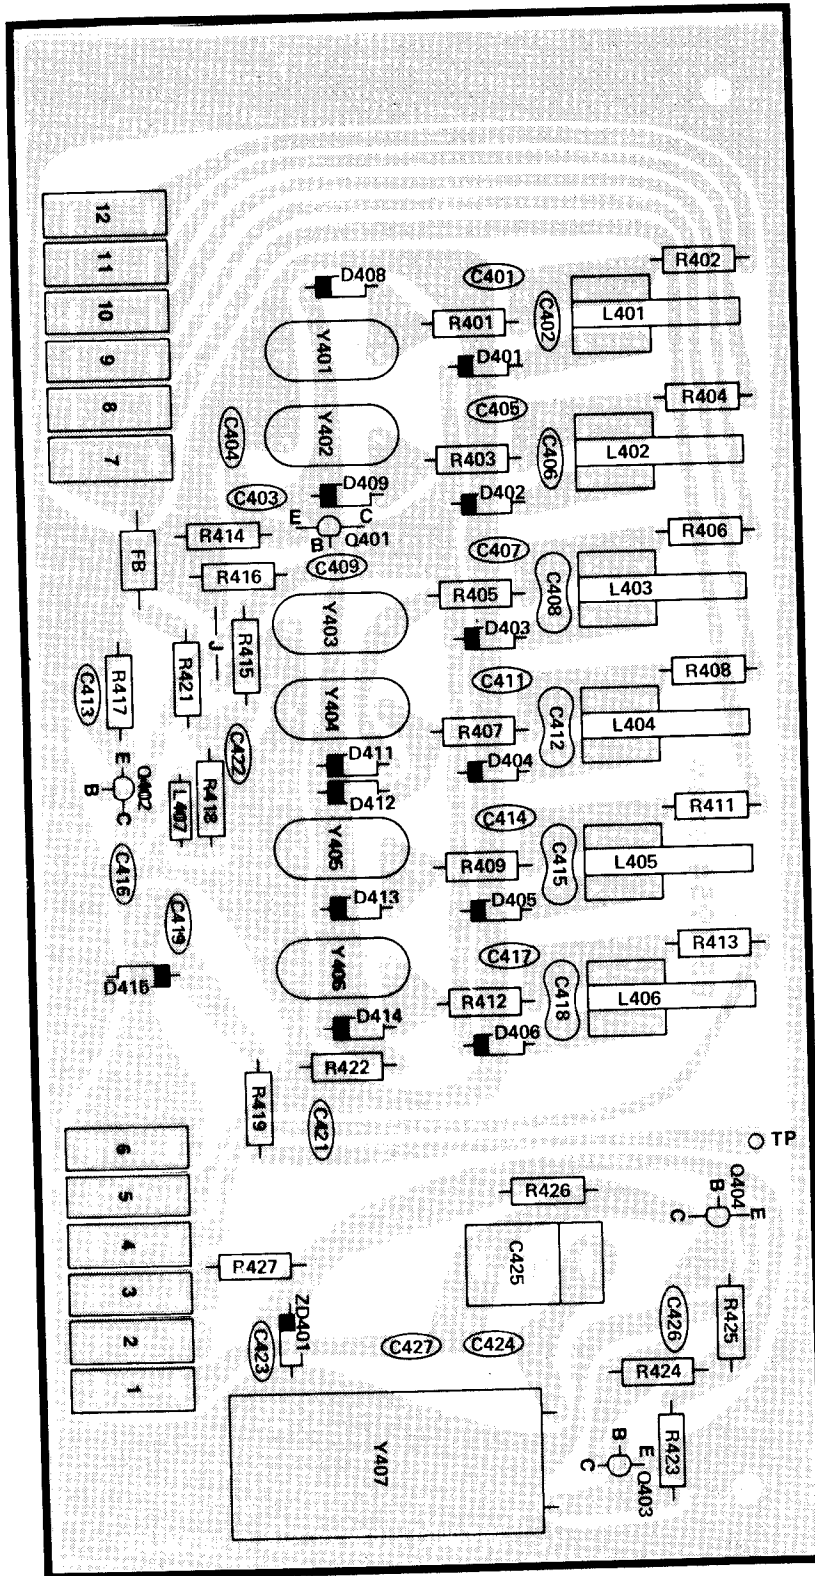 12
11
10
9
8
7
R402
C401
D408
L401
R401
C402
Y401
D401
R404
C405
C404
Y402
L402
R403
C406
D409
D402
C403
E
C
B
Q401
R406
R414
C407
FB
C409
R416
R405
C408
L403
Y403
D403
J
R415
R421
R417
C413
C411
R408
Y404
R407
C412
L404
C422
D411
D404
E
Q402
B
C
R418
L407
D412
R411
C414
Y405
C416
R409
C415
L405
D413
D405
C419
R413
C417
D415
Y406
R412
C418
L406
D414
D406
R422
R419
C421
6
TP
5
R426
Q404
B
C
E
4
C425
R427
3
ZD401
C426
R425
2
C423
C427
C424
R424
1
Y407
B
E
C
Q403
R423